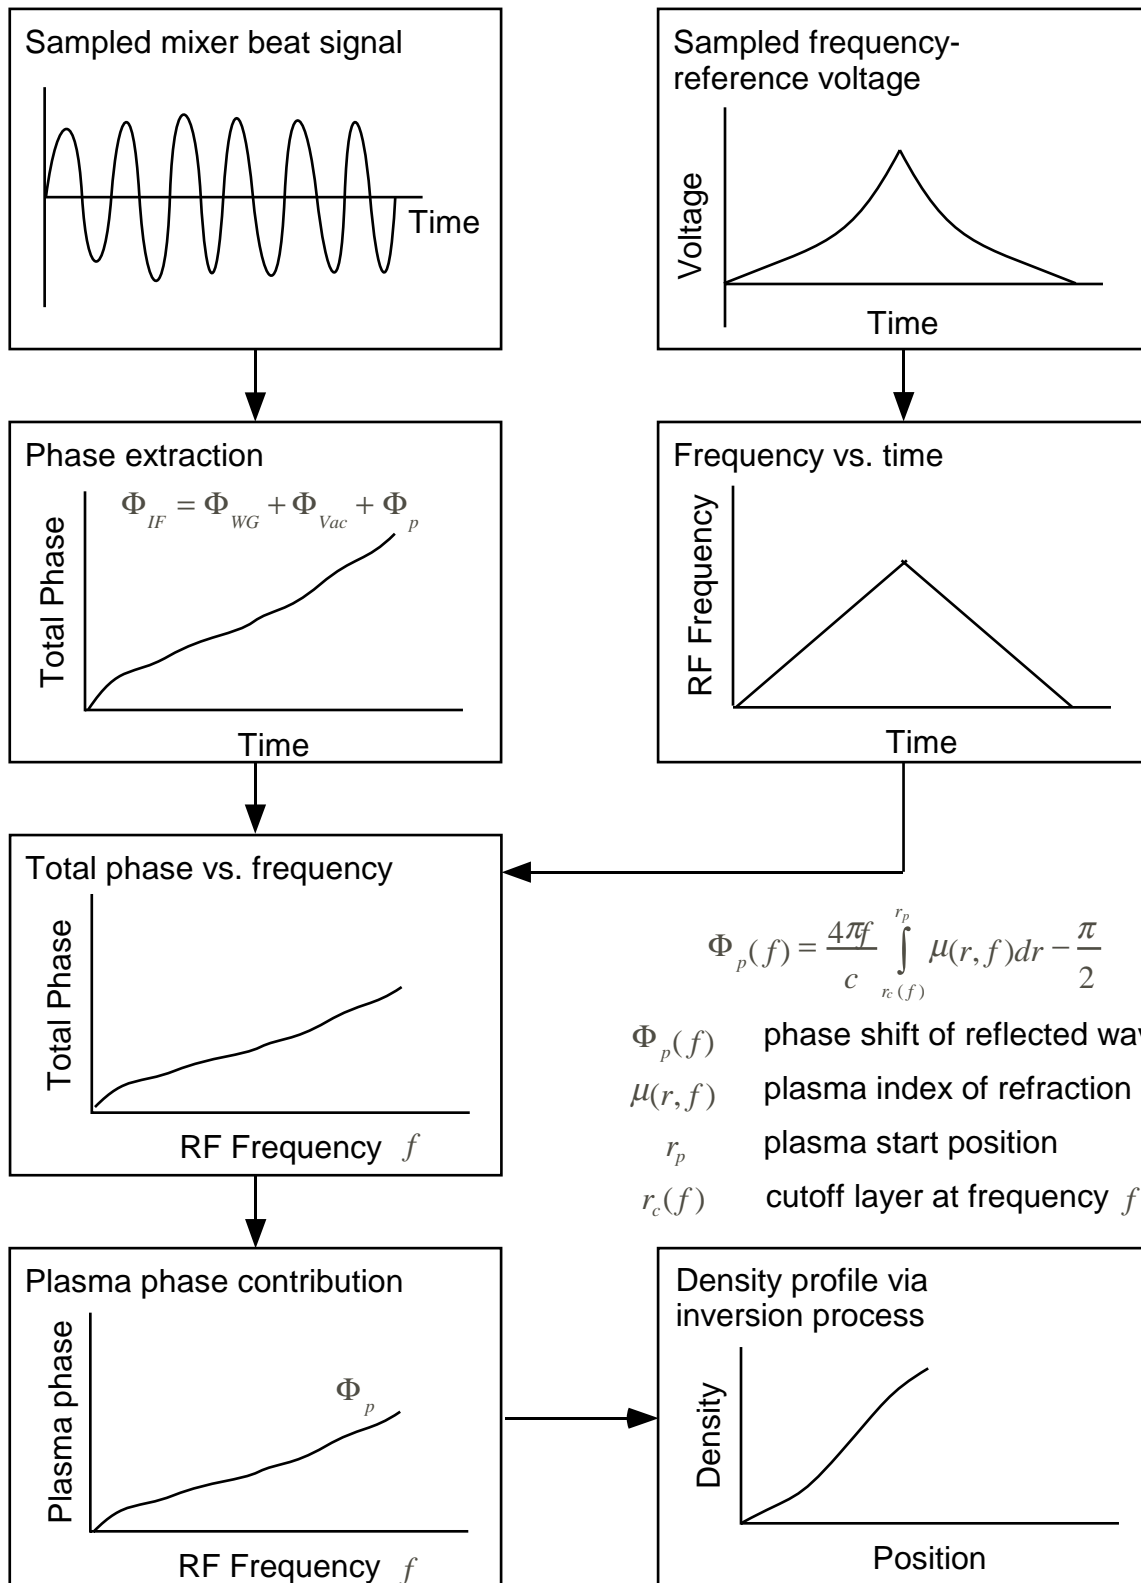 Sampled mixer beat signal
Time
Sampled frequency-
reference voltage
Voltage
Time
Phase extraction
Φ_IF = Φ_WG + Φ_Vac + Φ_p
Total Phase
Time
Frequency vs. time
RF Frequency
Time
Total phase vs. frequency
Total Phase
RF Frequency f
Φ_p(f) = 4πf/c ∫_{r_c(f)}^{r_p} μ(r,f)dr − π/2
Φ_p(f) phase shift of reflected wav
μ(r,f) plasma index of refraction
r_p plasma start position
r_c(f) cutoff layer at frequency f
Plasma phase contribution
Plasma phase
Φ_p
RF Frequency f
Density profile via
inversion process
Density
Position